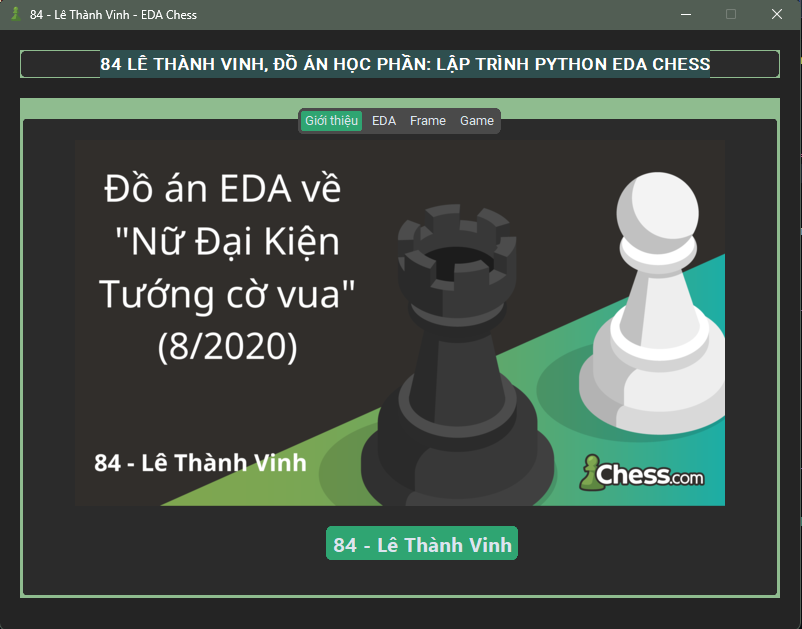 84 - Lê Thành Vinh - EDA Chess
84 LÊ THÀNH VINH, ĐỒ ÁN HỌC PHẦN: LẬP TRÌNH PYTHON EDA CHESS
Giới thiệu EDA Frame Game
Đồ án EDA về
"Nữ Đại Kiện
Tướng cờ vua"
(8/2020)
84 - Lê Thành Vinh
Chess.com
84 - Lê Thành Vinh